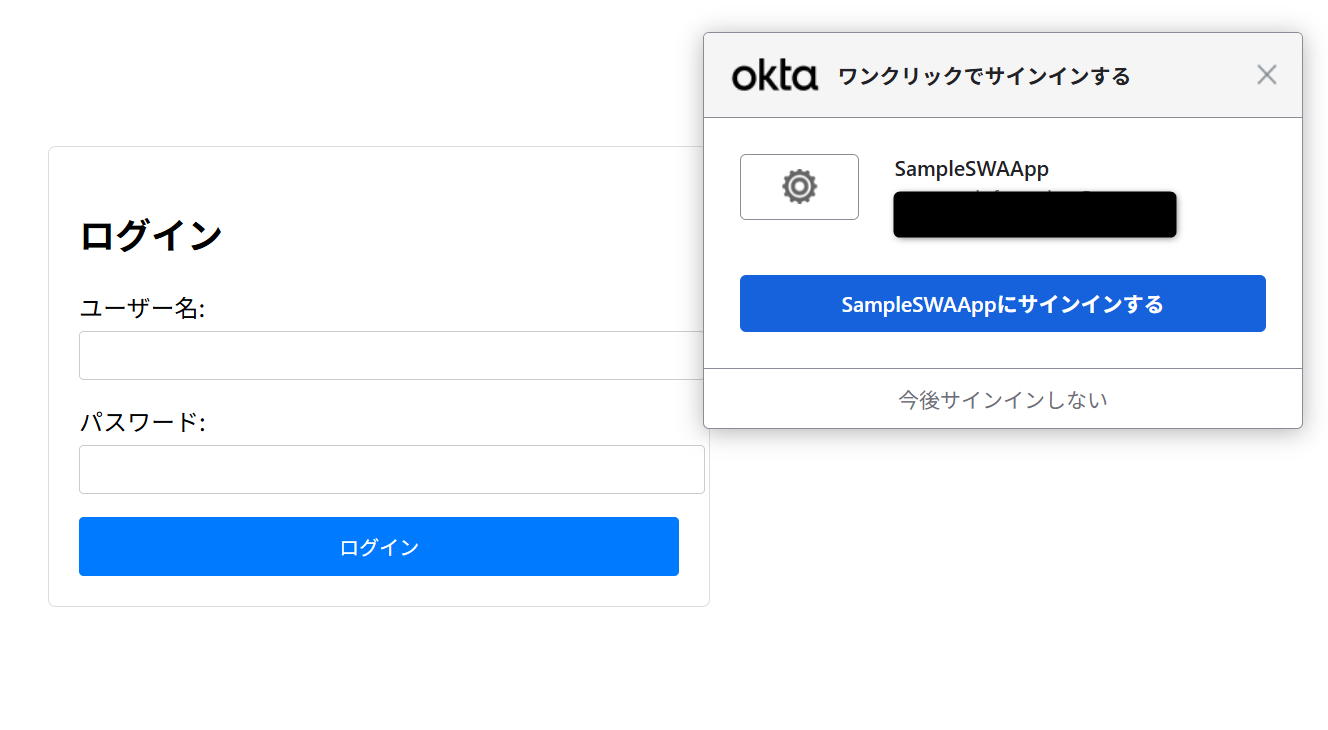 okta ワンクリックでサインインする
SampleSWAApp
SampleSWAAppにサインインする
今後サインインしない
ログイン
ユーザー名:
パスワード:
ログイン